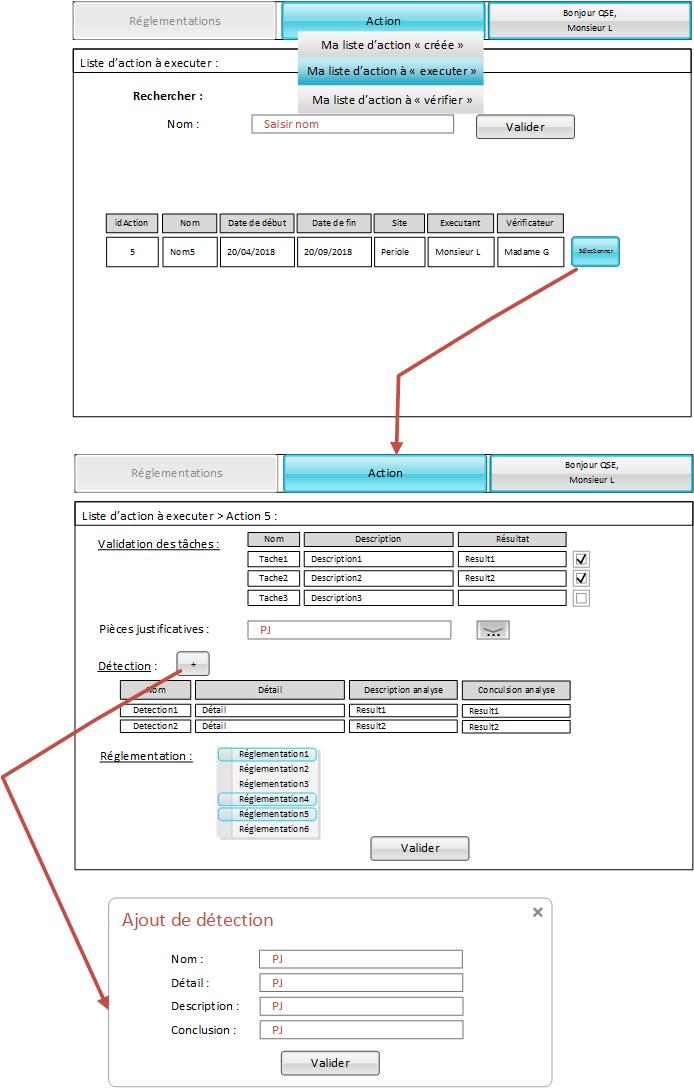 Réglementations
Action
Bonjour QSE,
Monsieur L
Ma liste d’action « créée »
Ma liste d’action à « executer »
Ma liste d’action à « vérifier »
Liste d’action à executer :
Rechercher :
Nom :
Saisir nom
Valider
idAction Nom Date de début Date de fin Site Executant Vérificateur
5 Nom5 20/04/2018 20/09/2018 Periole Monsieur L Madame G Sélectionner
Réglementations
Action
Bonjour QSE,
Monsieur L
Liste d’action à executer > Action 5 :
Validation des tâches :
Nom Description Résultat
Tache1 Description1 Result1
Tache2 Description2 Result2
Tache3 Description3
Pièces justificatives : PJ ...
Détection : +
Nom Détail Description analyse Conculsion analyse
Detection1 Détail Result1 Result1
Detection2 Détail Result2 Result2
Réglementation :
Réglementation1
Réglementation2
Réglementation3
Réglementation4
Réglementation5
Réglementation6
Valider
Ajout de détection
Nom : PJ
Détail : PJ
Description : PJ
Conclusion : PJ
Valider